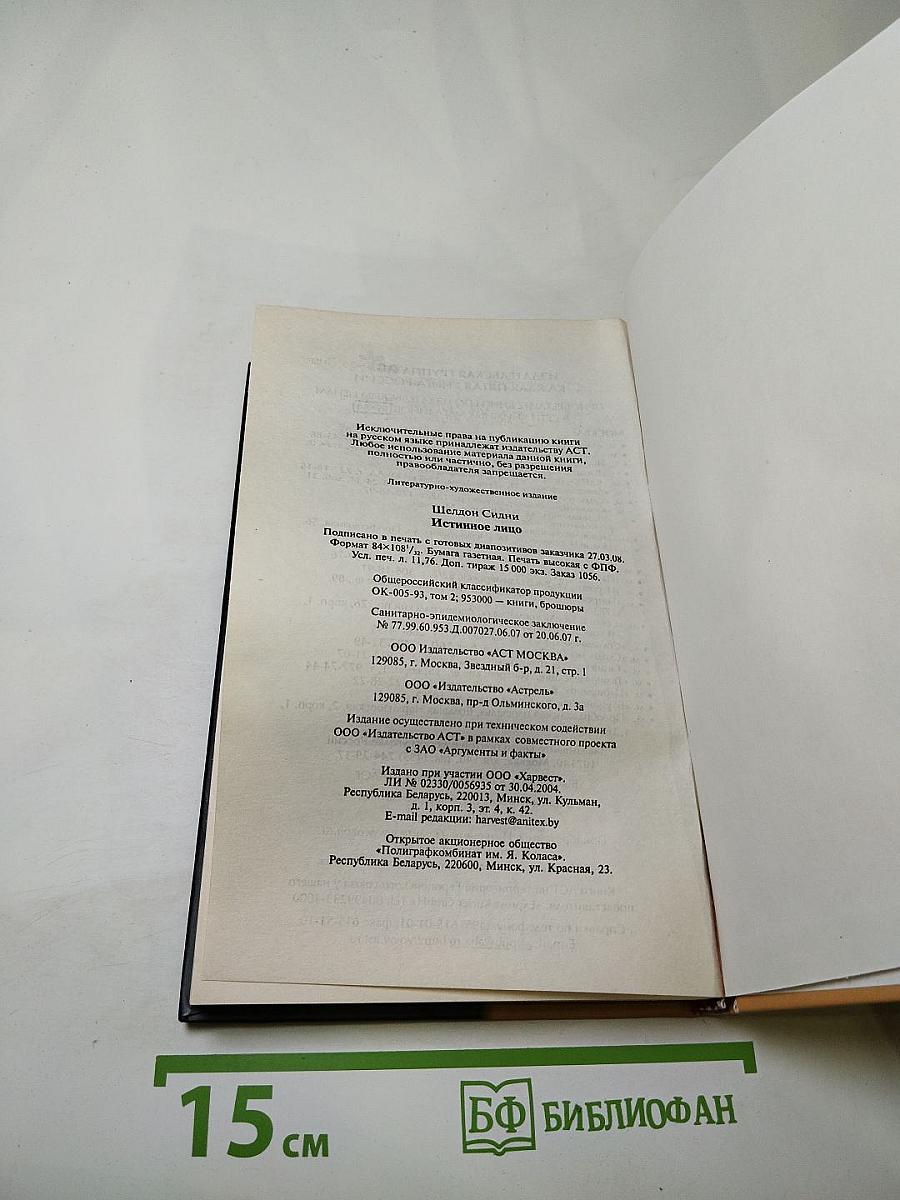 Исключительные права на публикацию книги
на русском языке принадлежат издательству АСТ.
Любое использование материала данной книги,
полностью или частично, без разрешения
правообладателя запрещается.
Литературно-художественное издание
Шелдон Сидни
Истинное лицо
Подписано в печать с готовых диапозитивов заказчика 27.03.08.
Формат 84×108¹/₃₂. Бумага газетная. Печать высокая с ФПФ.
Усл. печ. л. 11,76. Доп. тираж 15 000 экз. Заказ 1056.
Общероссийский классификатор продукции
ОК-005-93, том 2; 953000 — книги, брошюры
Санитарно-эпидемиологическое заключение
№ 77.99.60.953.Д.007027.06.07 от 20.06.07 г.
ООО Издательство «АСТ МОСКВА»
129085, г. Москва, Звездный б-р, д. 21, стр. 1
ООО «Издательство «Астрель»
129085, г. Москва, пр-д Ольминского, д. 3а
Издание осуществлено при техническом содействии
ООО «Издательство АСТ» в рамках совместного проекта
с ЗАО «Аргументы и факты»
Издано при участии ООО «Харвест».
ЛИ № 02330/0056935 от 30.04.2004.
Республика Беларусь, 220013, Минск, ул. Кульман,
д. 1, корп. 3, эт. 4, к. 42.
E-mail редакции: harvest@anitex.by
Открытое акционерное общество
«Полиграфкомбинат им. Я. Коласа».
Республика Беларусь, 220600, Минск, ул. Красная, 23.
15 см
БФ БИБЛИОФАН